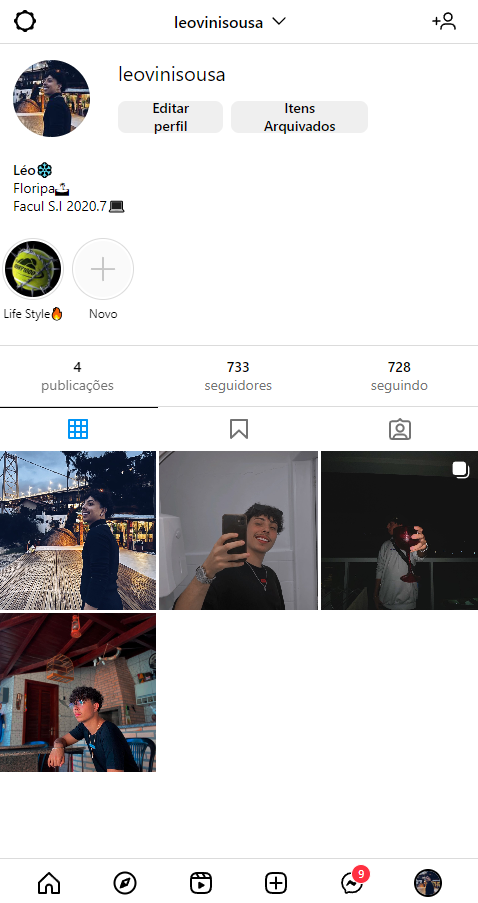 leovinisousa
leovinisousa
Editar
perfil
Itens
Arquivados
Léo
Floripa🏝
Facul S.I 2020.7💻
Life Style🔥
Novo
4
publicações
733
seguidores
728
seguindo
9